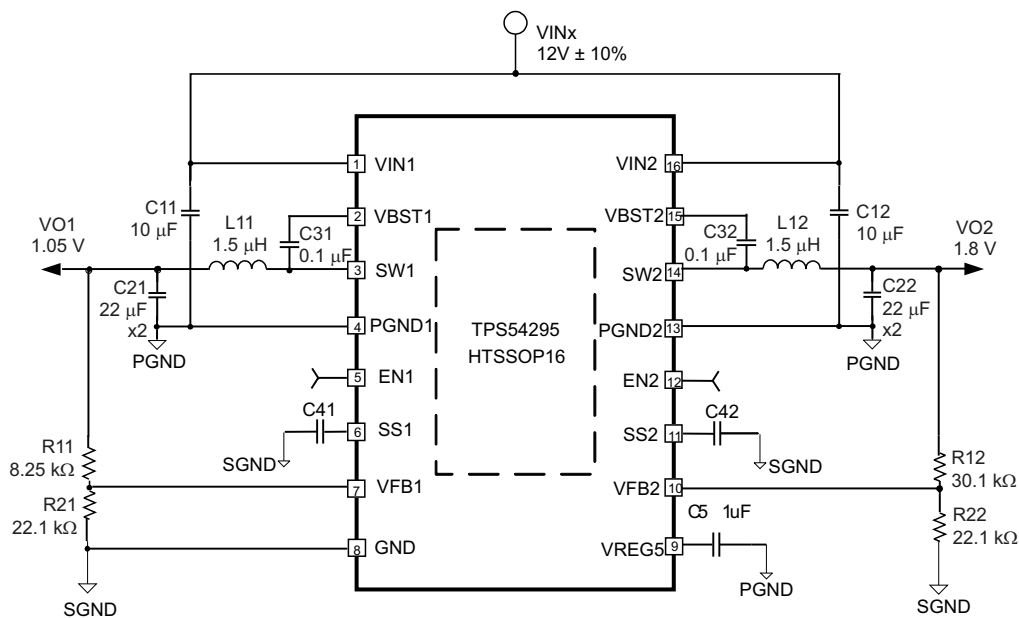 VINx
12V ± 10%
1 VIN1
VIN2 16
C11
10 μF
2 VBST1
VBST2 15
C12
10 μF
VO1
1.05 V
L11
1.5 μH
C31
0.1 μF
C32
0.1 μF
L12
1.5 μH
VO2
1.8 V
3 SW1
SW2 14
C21
22 μF
x2
C22
22 μF
x2
4 PGND1
PGND2 13
TPS54295
HTSSOP16
PGND
PGND
5 EN1
EN2 12
C41
C42
6 SS1
SS2 11
SGND
SGND
R11
8.25 kΩ
R12
30.1 kΩ
7 VFB1
VFB2 10
R21
22.1 kΩ
C5 1uF
R22
22.1 kΩ
8 GND
VREG5 9
SGND
PGND
SGND